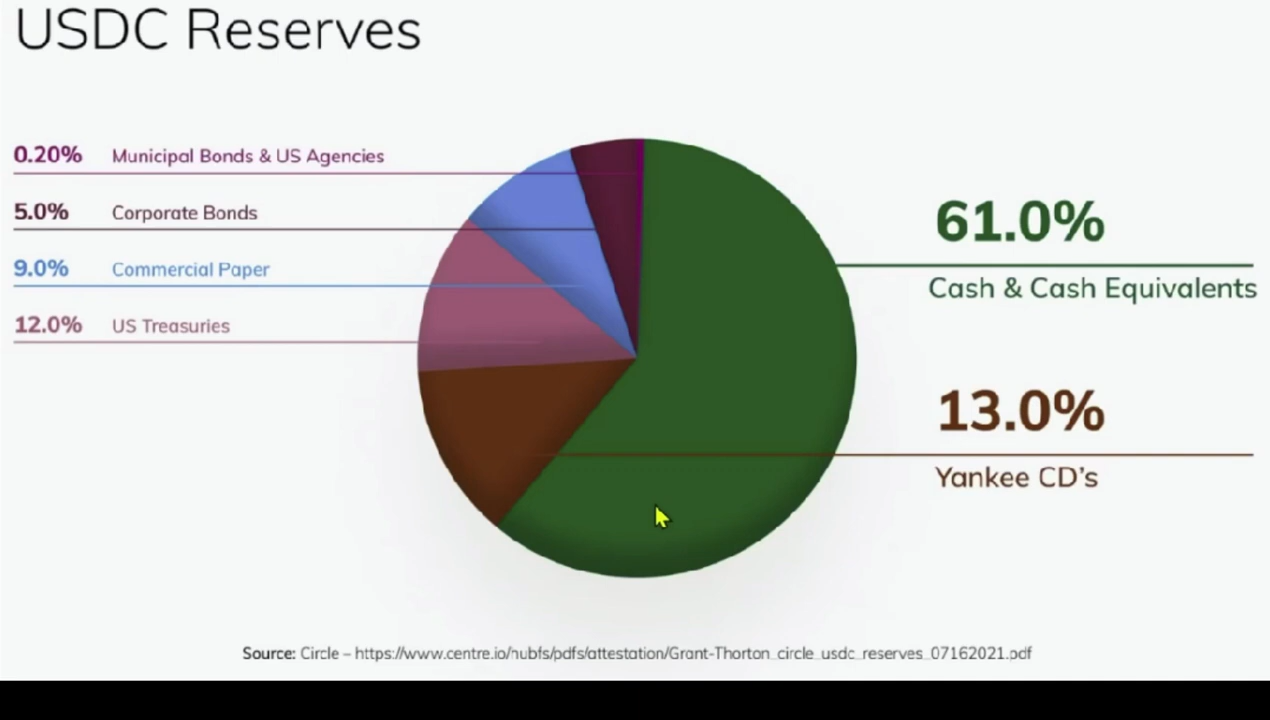 USDC Reserves
0.20% Municipal Bonds & US Agencies
5.0% Corporate Bonds
9.0% Commercial Paper
12.0% US Treasuries
61.0%
Cash & Cash Equivalents
13.0%
Yankee CD’s
Source: Circle – https://www.centre.io/hubfs/pdfs/attestation/Grant-Thorton_circle_usdc_reserves_07162021.pdf